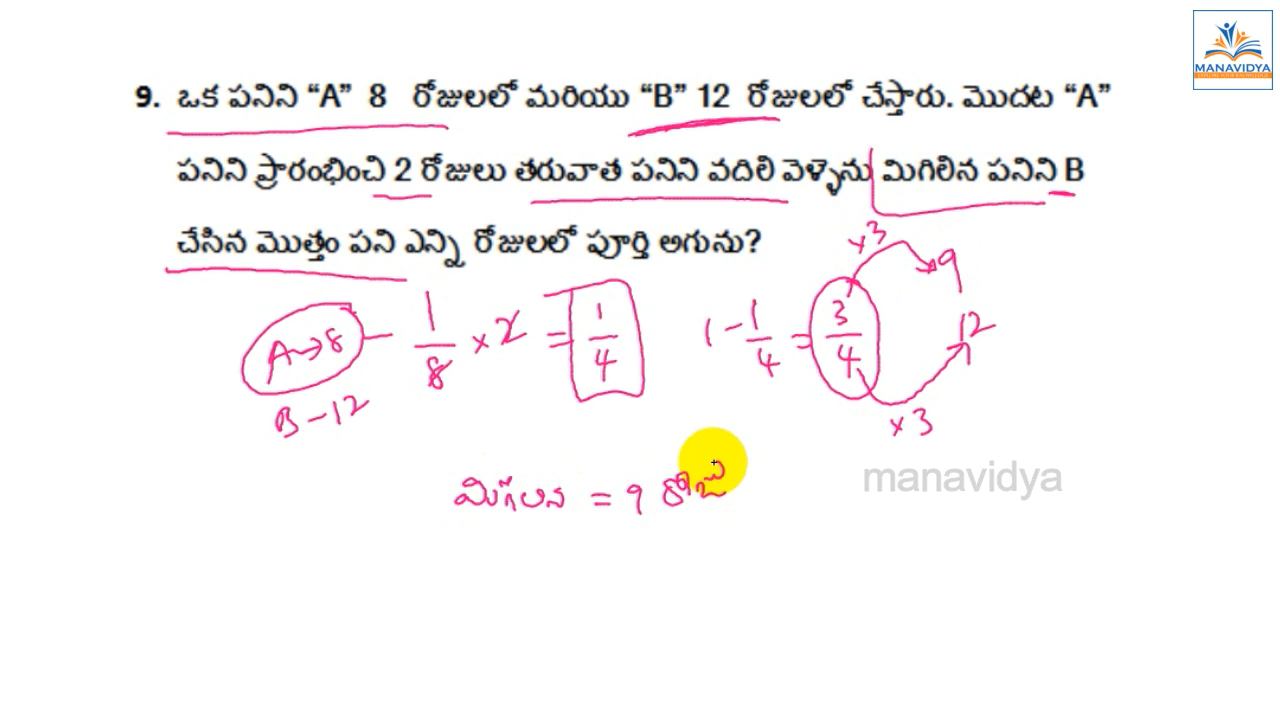 MANAVIDYA
9. ఒక పనిని “A” 8 రోజులలో మరియు “B” 12 రోజులలో చేస్తారు. మొదట “A”
పనిని ప్రారంభించి 2 రోజులు తరువాత పనిని వదిలి వెళ్ళెను మిగిలిన పనిని B
చేసిన మొత్తం పని ఎన్ని రోజులలో పూర్తి అగును?
A→8 - 1/8 × 2 = 1/4 1 - 1/4 = 3/4 ×3 9
B - 12 ×3 12
manavidya
మిగిలిన = 9